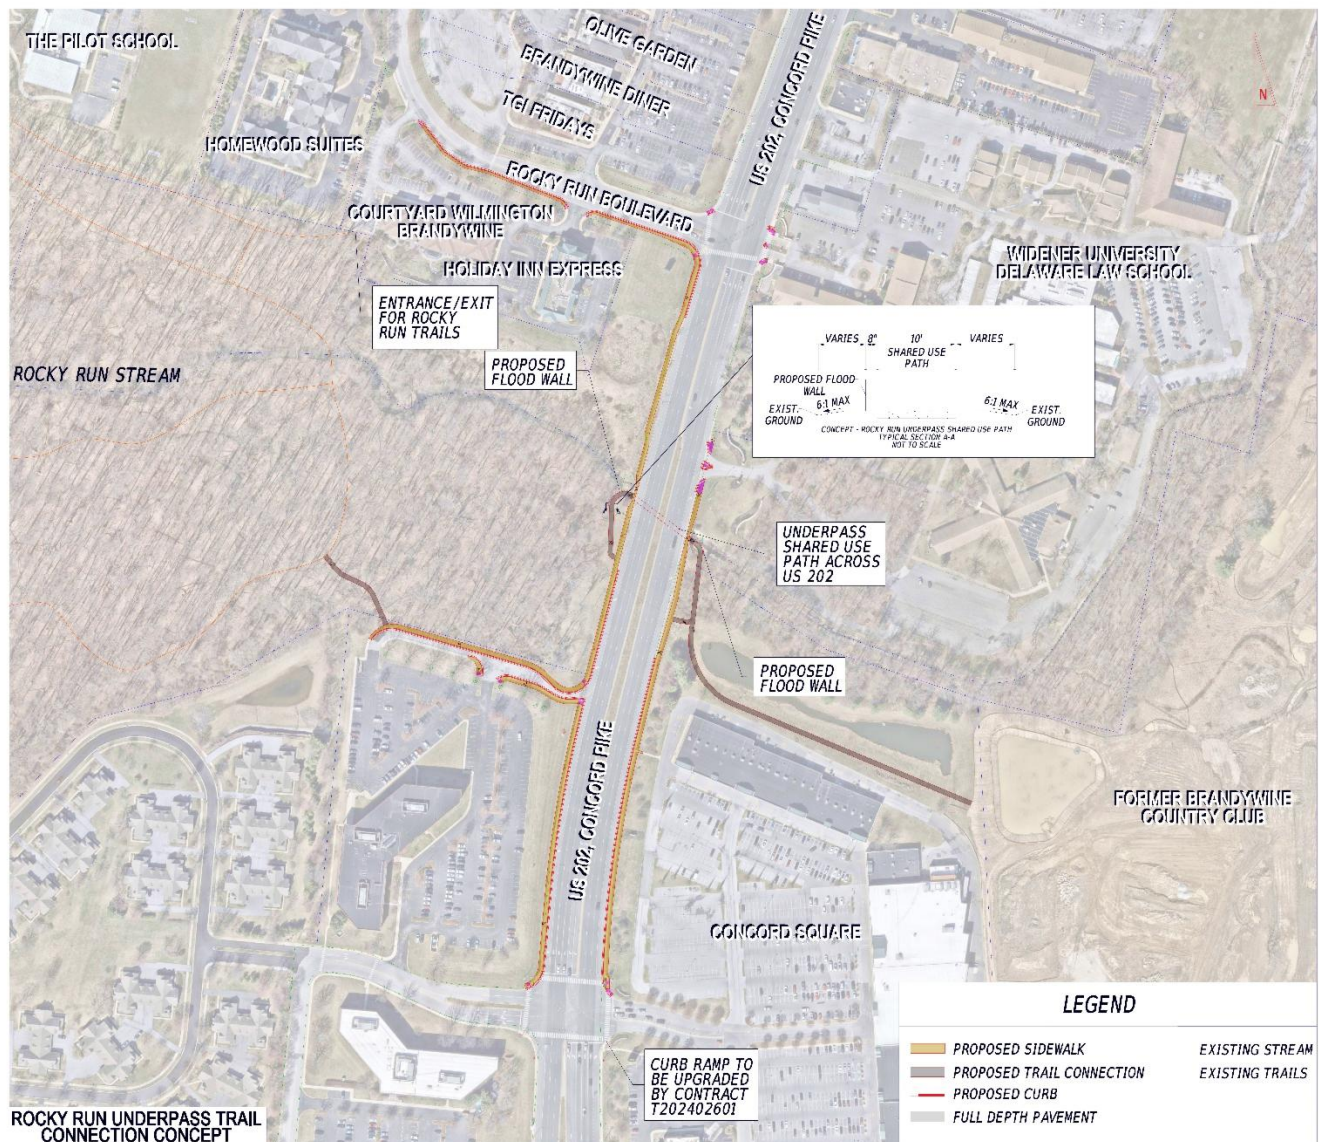 THE PILOT SCHOOL
OLIVE GARDEN
BRANDYWINE DINER
TGI FRIDAYS
US 202, CONCORD PIKE
N
HOMEWOOD SUITES
ROCKY RUN BOULEVARD
COURTYARD WILMINGTON
BRANDYWINE
HOLIDAY INN EXPRESS
WIDENER UNIVERSITY
DELAWARE LAW SCHOOL
ENTRANCE/EXIT
FOR ROCKY
RUN TRAILS
PROPOSED
FLOOD WALL
ROCKY RUN STREAM
VARIES 8" 10' VARIES
SHARED USE
PATH
PROPOSED FLOOD
WALL
6:1 MAX 6:1 MAX
EXIST.
GROUND
EXIST.
GROUND
CONCEPT - ROCKY RUN UNDERPASS SHARED USE PATH
TYPICAL SECTION A-A
NOT TO SCALE
UNDERPASS
SHARED USE
PATH ACROSS
US 202
PROPOSED
FLOOD WALL
US 202, CONCORD PIKE
FORMER BRANDYWINE
COUNTRY CLUB
CONCORD SQUARE
CURB RAMP TO
BE UPGRADED
BY CONTRACT
T202402601
LEGEND
PROPOSED SIDEWALK
PROPOSED TRAIL CONNECTION
PROPOSED CURB
FULL DEPTH PAVEMENT
EXISTING STREAM
EXISTING TRAILS
ROCKY RUN UNDERPASS TRAIL
CONNECTION CONCEPT